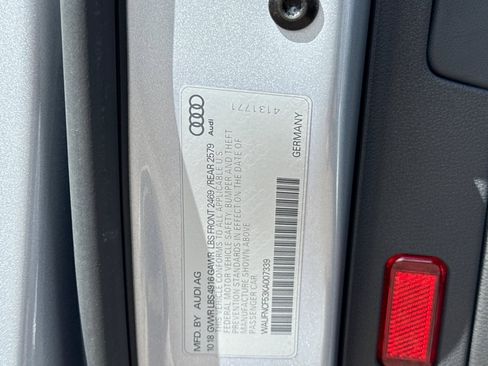 4131771
Audi
GERMANY
MFD. BY AUDI AG
10 18 GVWR LBS 4916 GAWR LBS FRONT 2469 /REAR 2579
THIS VEHICLE CONFORMS TO ALL APPLICABLE U.S.
FEDERAL MOTOR VEHICLE SAFETY, BUMPER AND THEFT
PREVENTION STANDARDS IN EFFECT ON THE DATE OF
MANUFACTURE SHOWN ABOVE
PASSENGER CAR
WAUFNCF53KA007339